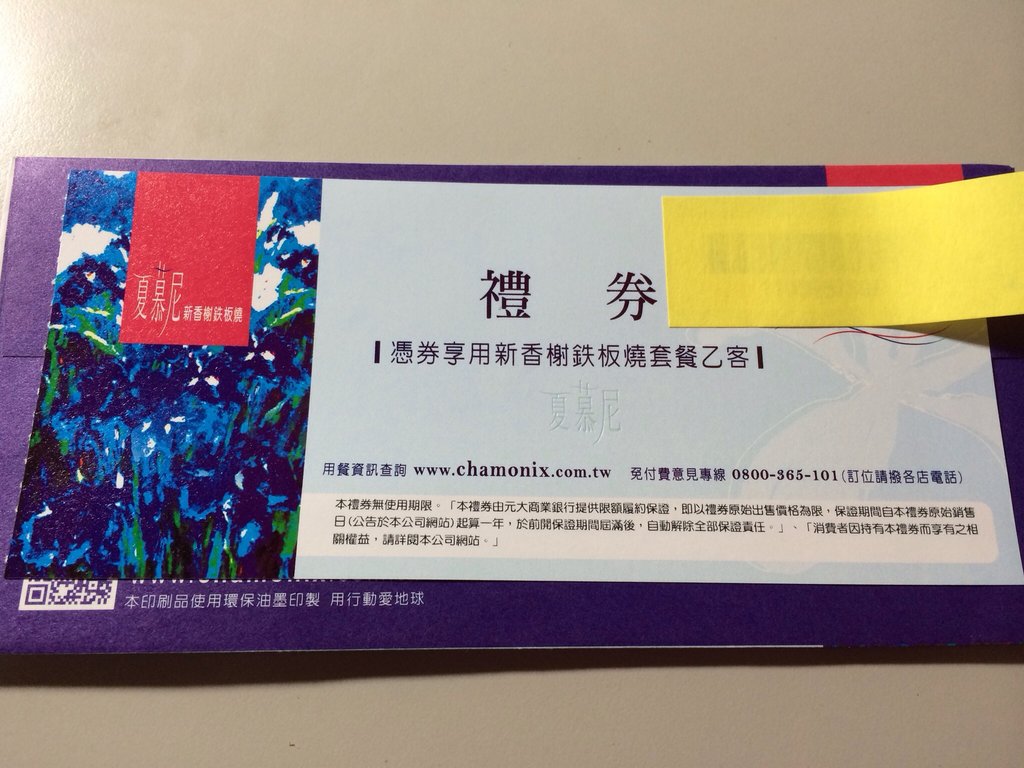 夏慕尼 新香榭鉄板燒
禮 券
憑券享用新香榭鉄板燒套餐乙客
夏慕尼
用餐資訊查詢 www.chamonix.com.tw 免付費意見專線 0800-365-101(訂位請撥各店電話)
本禮券無使用期限。「本禮券由元大商業銀行提供限額履約保證，即以禮券原始出售價格為限，保證期間自本禮券原始銷售
日(公告於本公司網站)起算一年，於前開保證期間屆滿後，自動解除全部保證責任。」、「消費者因持有本禮券而享有之相
關權益，請詳閱本公司網站。」
本印刷品使用環保油墨印製 用行動愛地球